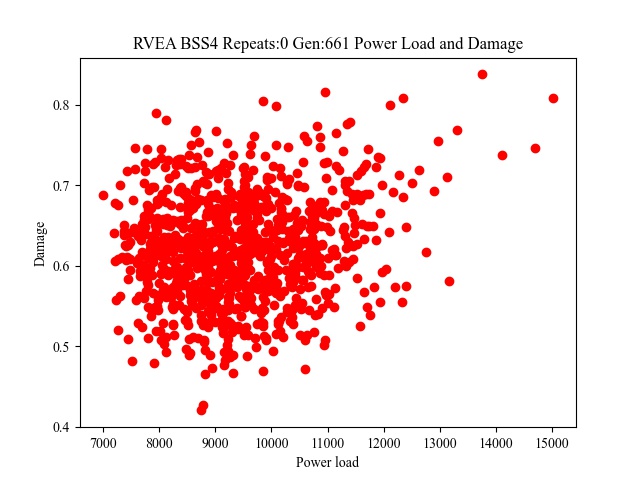 RVEA BSS4 Repeats:0 Gen:661 Power Load and Damage
0.8
0.7
0.6
0.5
0.4
Damage
7000 8000 9000 10000 11000 12000 13000 14000 15000
Power load